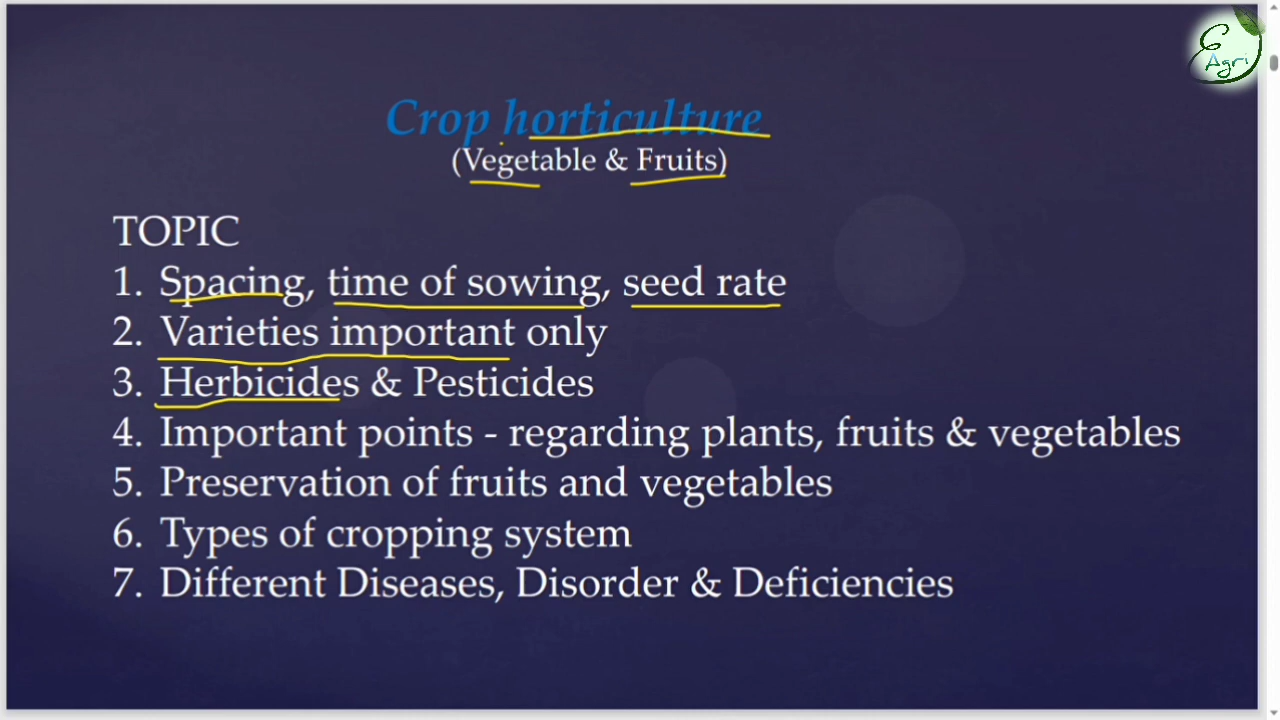 E
Agri
Crop horticulture
(Vegetable & Fruits)
TOPIC
1. Spacing, time of sowing, seed rate
2. Varieties important only
3. Herbicides & Pesticides
4. Important points - regarding plants, fruits & vegetables
5. Preservation of fruits and vegetables
6. Types of cropping system
7. Different Diseases, Disorder & Deficiencies